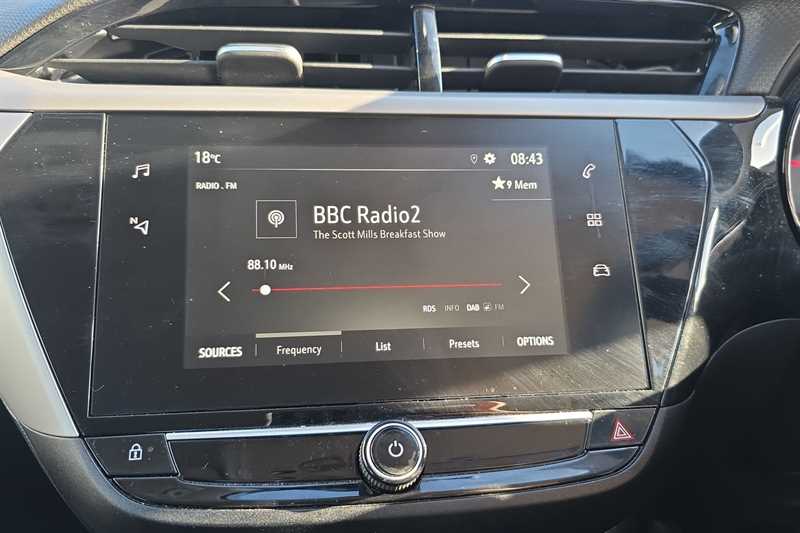 18°C 08:43
RADIO . FM 9 Mem
BBC Radio2
The Scott Mills Breakfast Show
N
88.10 MHz
RDS INFO DAB FM
SOURCES Frequency List Presets OPTIONS